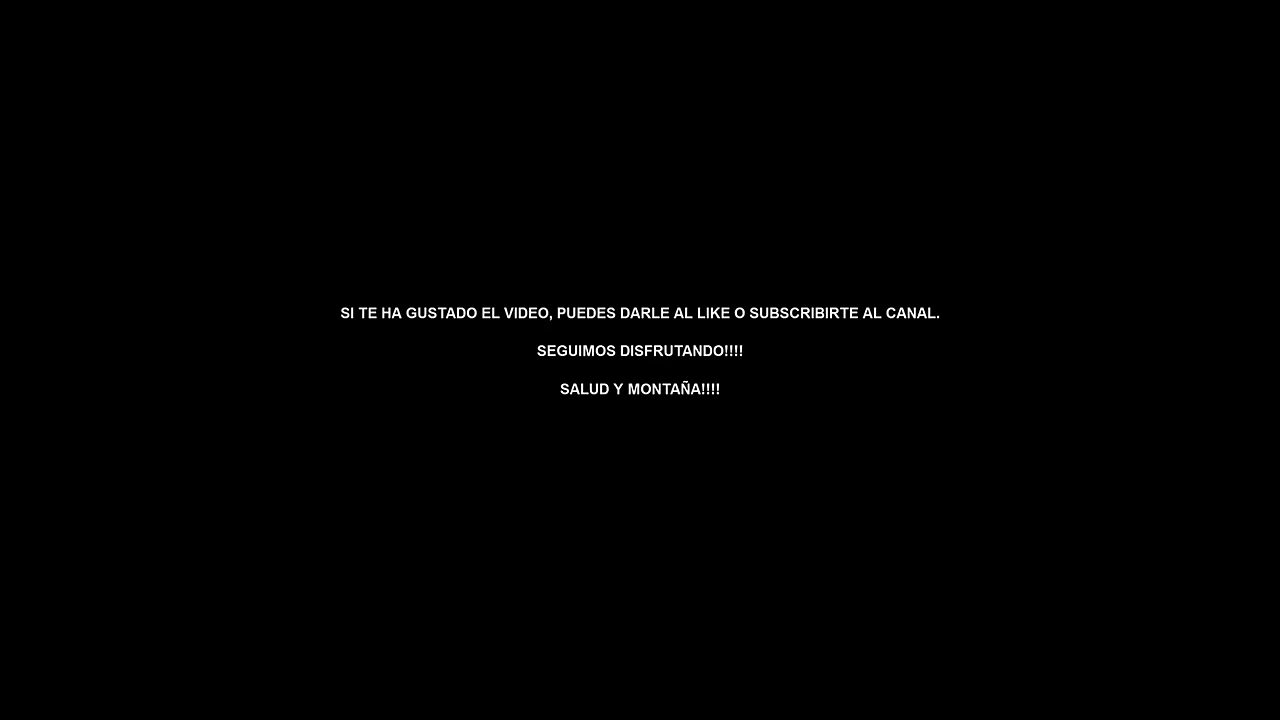 SI TE HA GUSTADO EL VIDEO, PUEDES DARLE AL LIKE O SUBSCRIBIRTE AL CANAL.
SEGUIMOS DISFRUTANDO!!!!
SALUD Y MONTAÑA!!!!